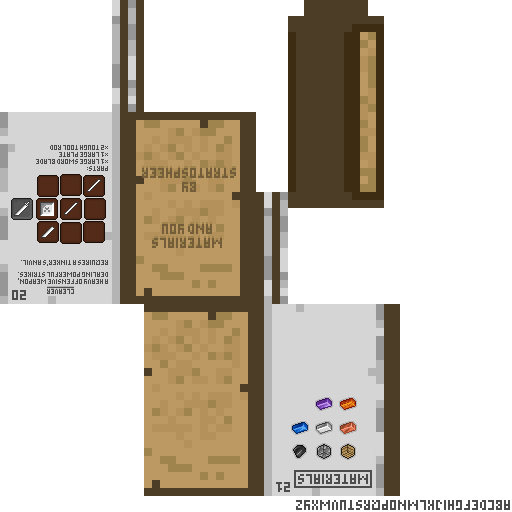 ABCDEFGHIJKLMNOPQRSTUVWXYZ
MATERIALS
21
MATERIALS
AND YOU
BY
STRATOSPHEER
20
CLEAVER
A HEAVY OFFENSIVE WEAPON,
DEALING POWERFUL STRIKES.
REQUIRES A TINKER'S ANVIL.
PARTS:
×1 LARGE SWORD BLADE
×1 LARGE PLATE
×2 TOUGH TOOL ROD